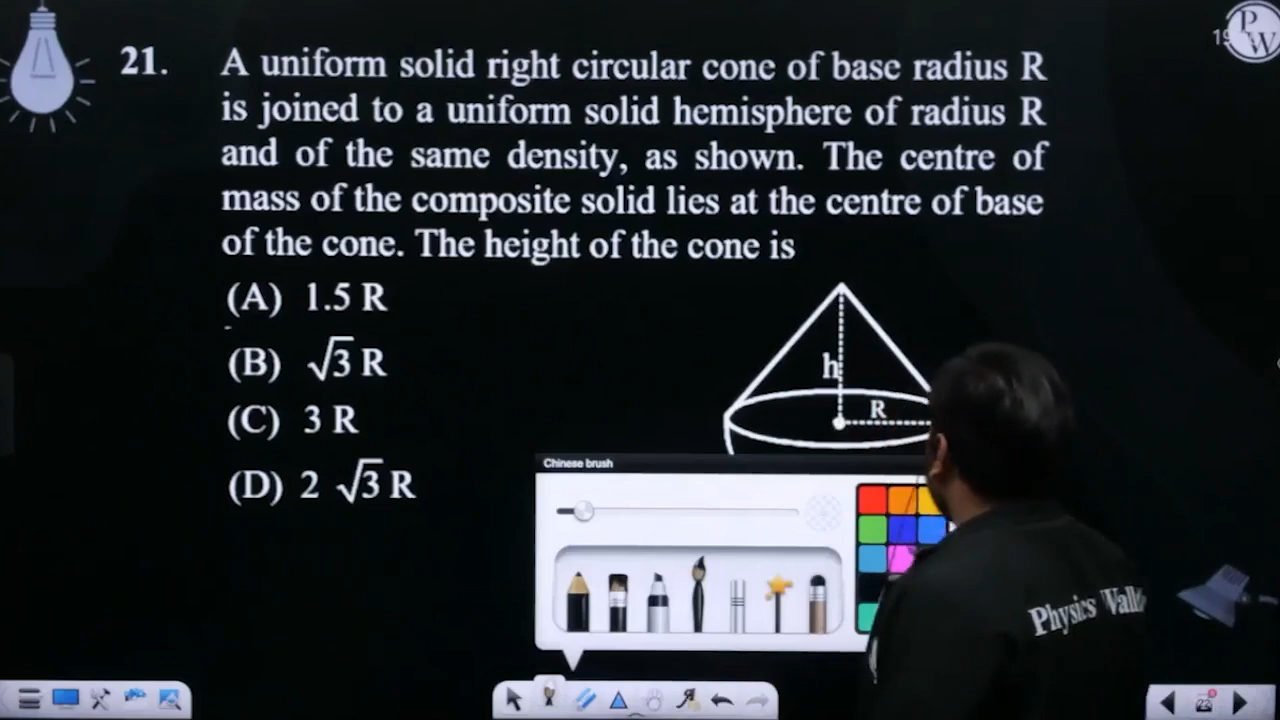 21. A uniform solid right circular cone of base radius R
is joined to a uniform solid hemisphere of radius R
and of the same density, as shown. The centre of
mass of the composite solid lies at the centre of base
of the cone. The height of the cone is
(A) 1.5 R
(B) √3 R
(C) 3 R
(D) 2 √3 R
h
R
Chinese brush
Physics
P
W
22